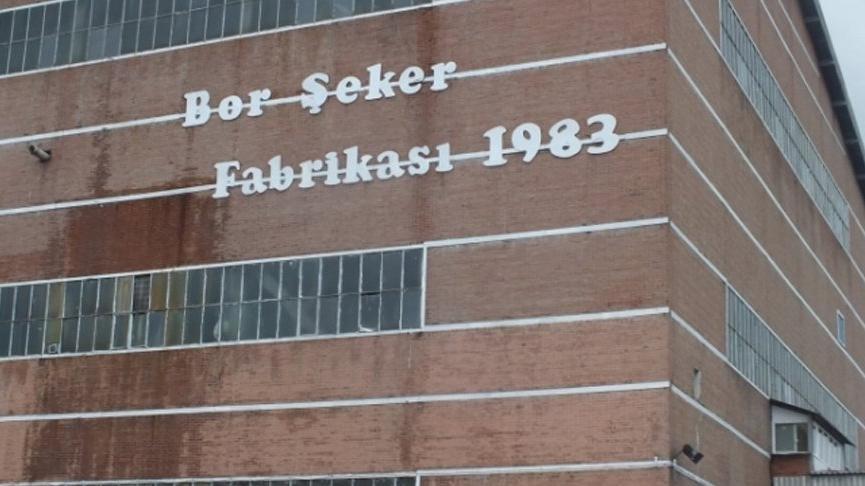 Bor Şeker
Fabrikası 1983